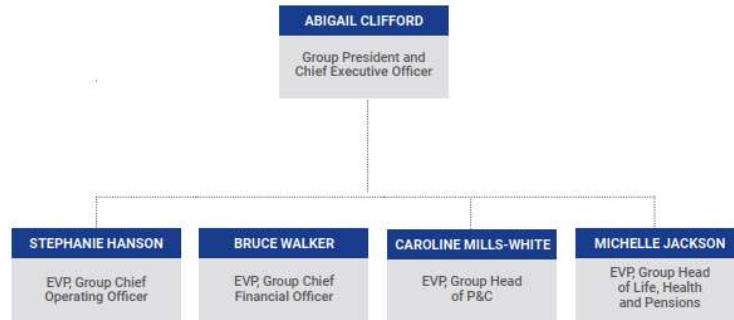 ABIGAIL CLIFFORD
Group President and
Chief Executive Officer
STEPHANIE HANSON
EVP, Group Chief
Operating Officer
BRUCE WALKER
EVP, Group Chief
Financial Officer
CAROLINE MILLS-WHITE
EVP, Group Head
of P&C
MICHELLE JACKSON
EVP, Group Head
of Life, Health
and Pensions